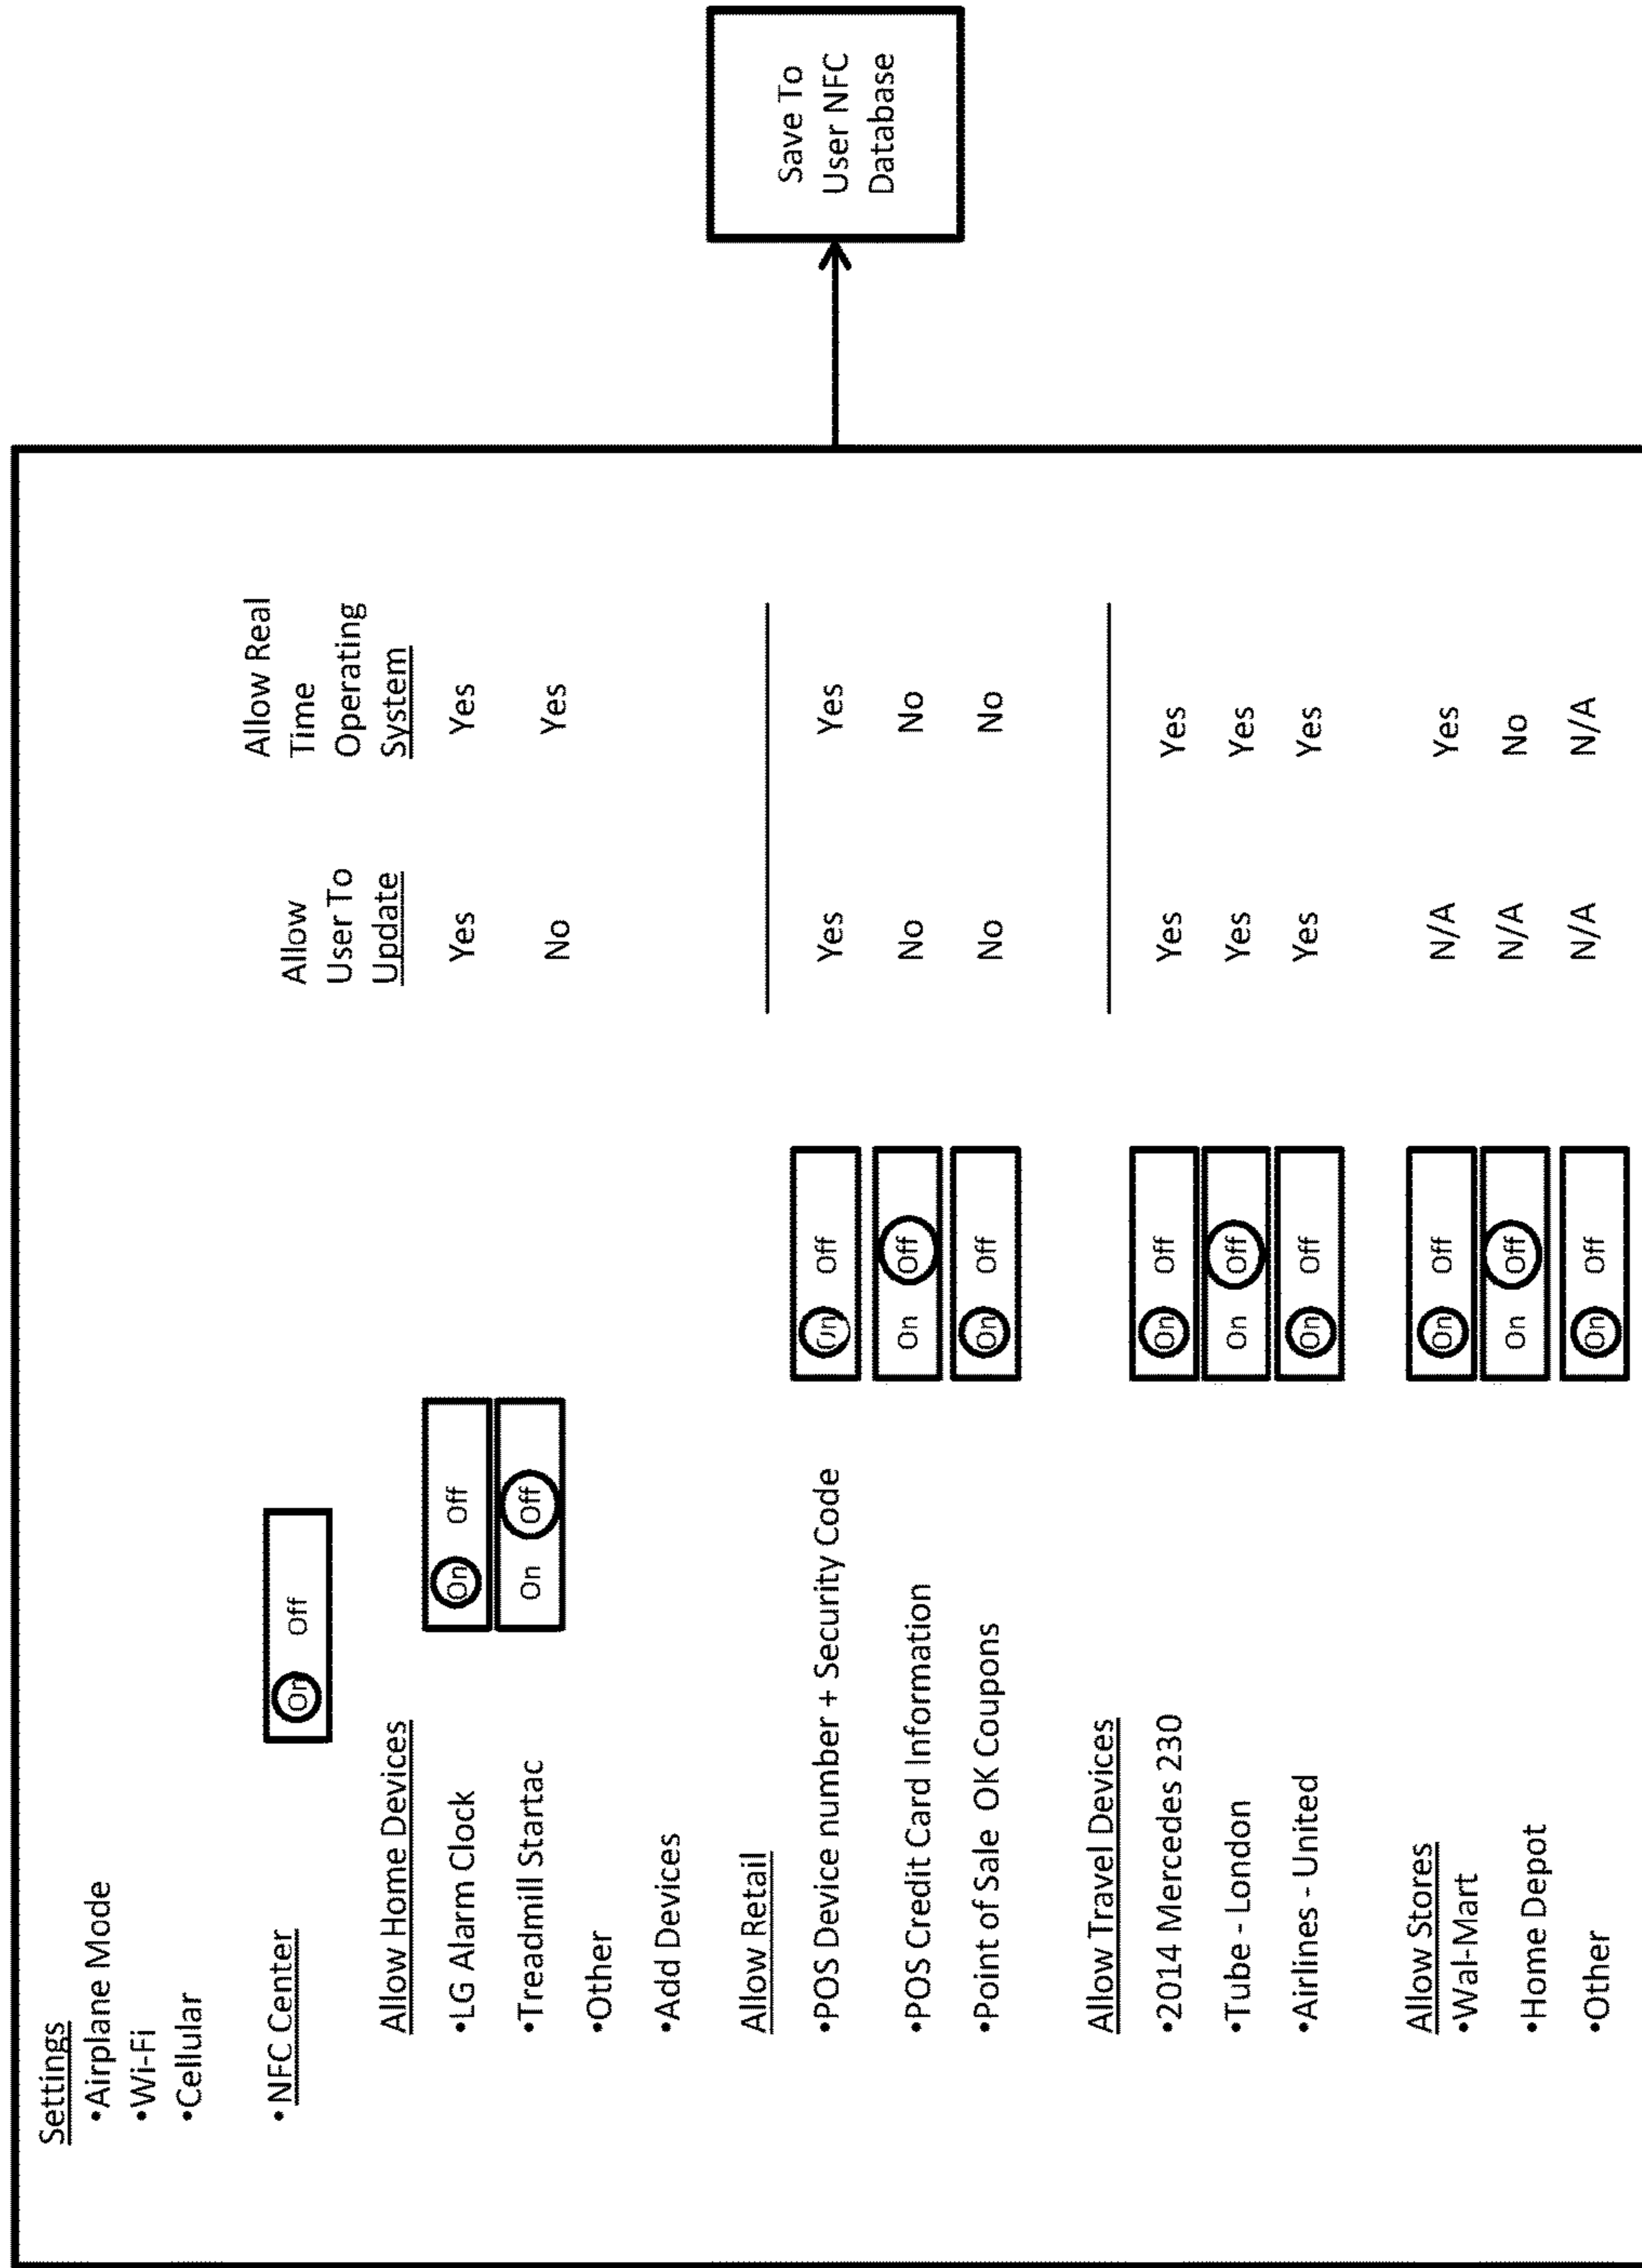 Settings
•Airplane Mode
•Wi-Fi
•Cellular
•NFC Center On Off
Allow
User To
Update
Allow Real
Time
Operating
System
Allow Home Devices
•LG Alarm Clock On Off Yes Yes
•Treadmill Startac On Off No Yes
•Other
•Add Devices
Allow Retail
•POS Device number + Security Code On Off Yes Yes
•POS Credit Card Information On Off No No
•Point of Sale OK Coupons On Off No No
Allow Travel Devices
•2014 Mercedes 230 On Off Yes Yes
•Tube - London On Off Yes Yes
•Airlines - United On Off Yes Yes
Allow Stores
•Wal-Mart On Off N/A Yes
•Home Depot On Off N/A No
•Other On Off N/A N/A
Save To
User NFC
Database